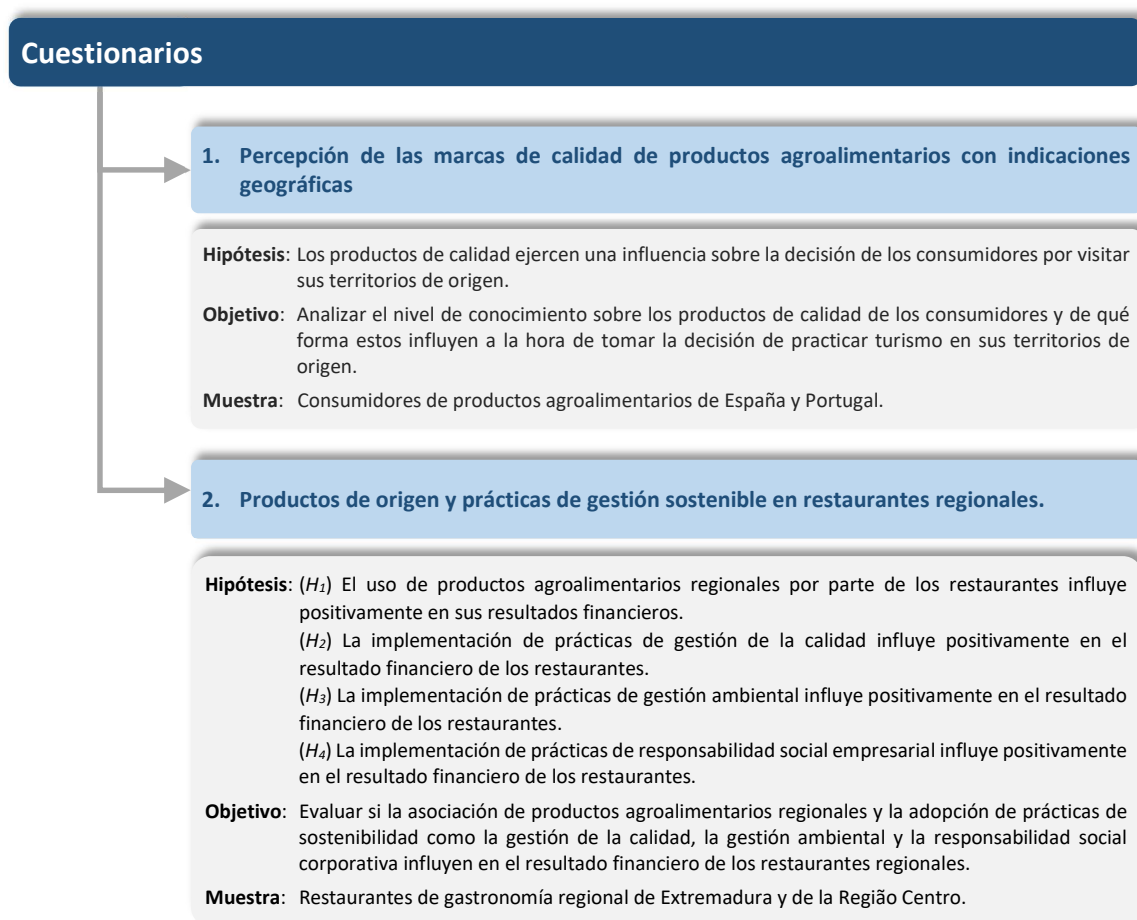 Cuestionarios
1. Percepción de las marcas de calidad de productos agroalimentarios con indicaciones
geográficas
Hipótesis: Los productos de calidad ejercen una influencia sobre la decisión de los consumidores por visitar
sus territorios de origen.
Objetivo: Analizar el nivel de conocimiento sobre los productos de calidad de los consumidores y de qué
forma estos influyen a la hora de tomar la decisión de practicar turismo en sus territorios de
origen.
Muestra: Consumidores de productos agroalimentarios de España y Portugal.
2. Productos de origen y prácticas de gestión sostenible en restaurantes regionales.
Hipótesis: (H₁) El uso de productos agroalimentarios regionales por parte de los restaurantes influye
positivamente en sus resultados financieros.
(H₂) La implementación de prácticas de gestión de la calidad influye positivamente en el
resultado financiero de los restaurantes.
(H₃) La implementación de prácticas de gestión ambiental influye positivamente en el resultado
financiero de los restaurantes.
(H₄) La implementación de prácticas de responsabilidad social empresarial influye positivamente
en el resultado financiero de los restaurantes.
Objetivo: Evaluar si la asociación de productos agroalimentarios regionales y la adopción de prácticas de
sostenibilidad como la gestión de la calidad, la gestión ambiental y la responsabilidad social
corporativa influyen en el resultado financiero de los restaurantes regionales.
Muestra: Restaurantes de gastronomía regional de Extremadura y de la Região Centro.